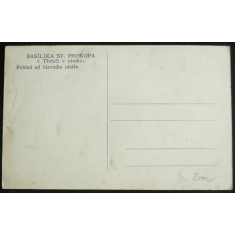 BASILIKA SV. PROKOPA
v Třebíči v zámku.
Pohled od hlavního oltáře.